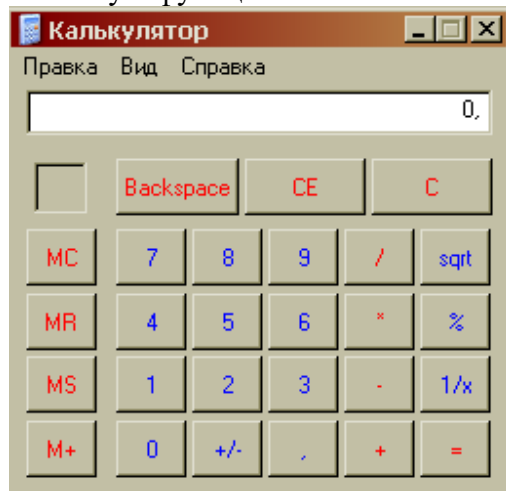 Калькулятор
Правка Вид Справка
0,
Backspace CE C
MC 7 8 9 / sqrt
MR 4 5 6 * %
MS 1 2 3 - 1/x
M+ 0 +/- , + =